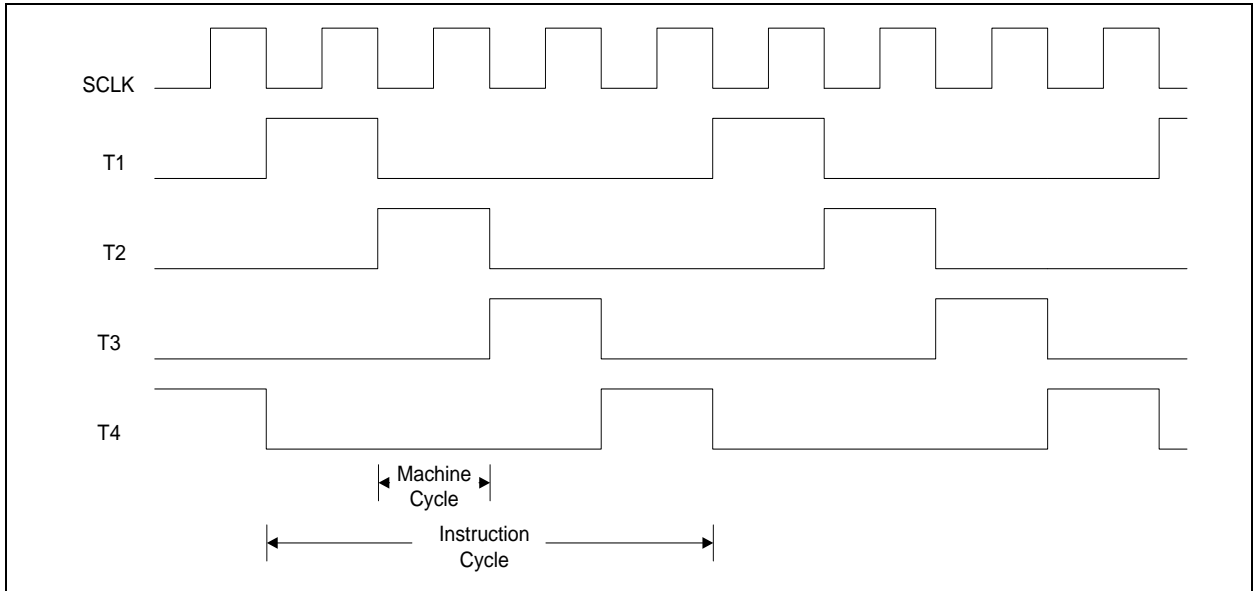 SCLK
T1
T2
T3
T4
Machine
Cycle
Instruction
Cycle